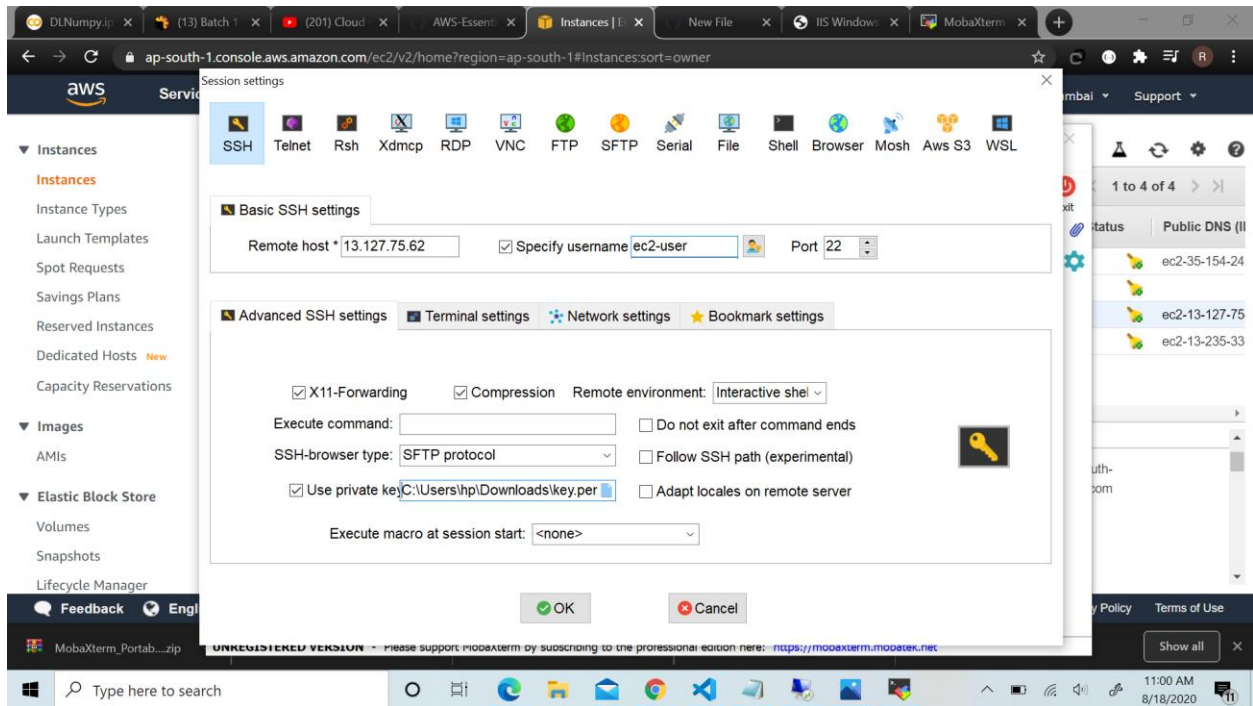 DLNumpy.ip
(13) Batch 1
(201) Cloud
AWS-Essenti
Instances | E
New File
IIS Windows
MobaXterm
ap-south-1.console.aws.amazon.com/ec2/v2/home?region=ap-south-1#Instances:sort=owner
R
aws
Servic
Session settings
mbai
Support
SSH
Telnet
Rsh
Xdmcp
RDP
VNC
FTP
SFTP
Serial
File
Shell
Browser
Mosh
Aws S3
WSL
Instances
Instances
Instance Types
Launch Templates
Spot Requests
Savings Plans
Reserved Instances
Dedicated Hosts New
Capacity Reservations
Images
AMIs
Elastic Block Store
Volumes
Snapshots
Lifecycle Manager
Basic SSH settings
Remote host * 13.127.75.62
Specify username ec2-user
Port 22
Advanced SSH settings
Terminal settings
Network settings
Bookmark settings
X11-Forwarding
Compression
Remote environment: Interactive shel
Execute command:
Do not exit after command ends
SSH-browser type: SFTP protocol
Follow SSH path (experimental)
Use private key C:\Users\hp\Downloads\key.per
Adapt locales on remote server
Execute macro at session start: <none>
OK
Cancel
1 to 4 of 4
xit
Status
Public DNS (I
ec2-35-154-24
ec2-13-127-75
ec2-13-235-33
uth-
com
Feedback
Engl
y Policy
Terms of Use
MobaXterm_Portab....zip
UNREGISTERED VERSION - Please support MobaXterm by subscribing to the professional edition here: https://mobaxterm.mobatek.net
Show all
Type here to search
11:00 AM
8/18/2020
11